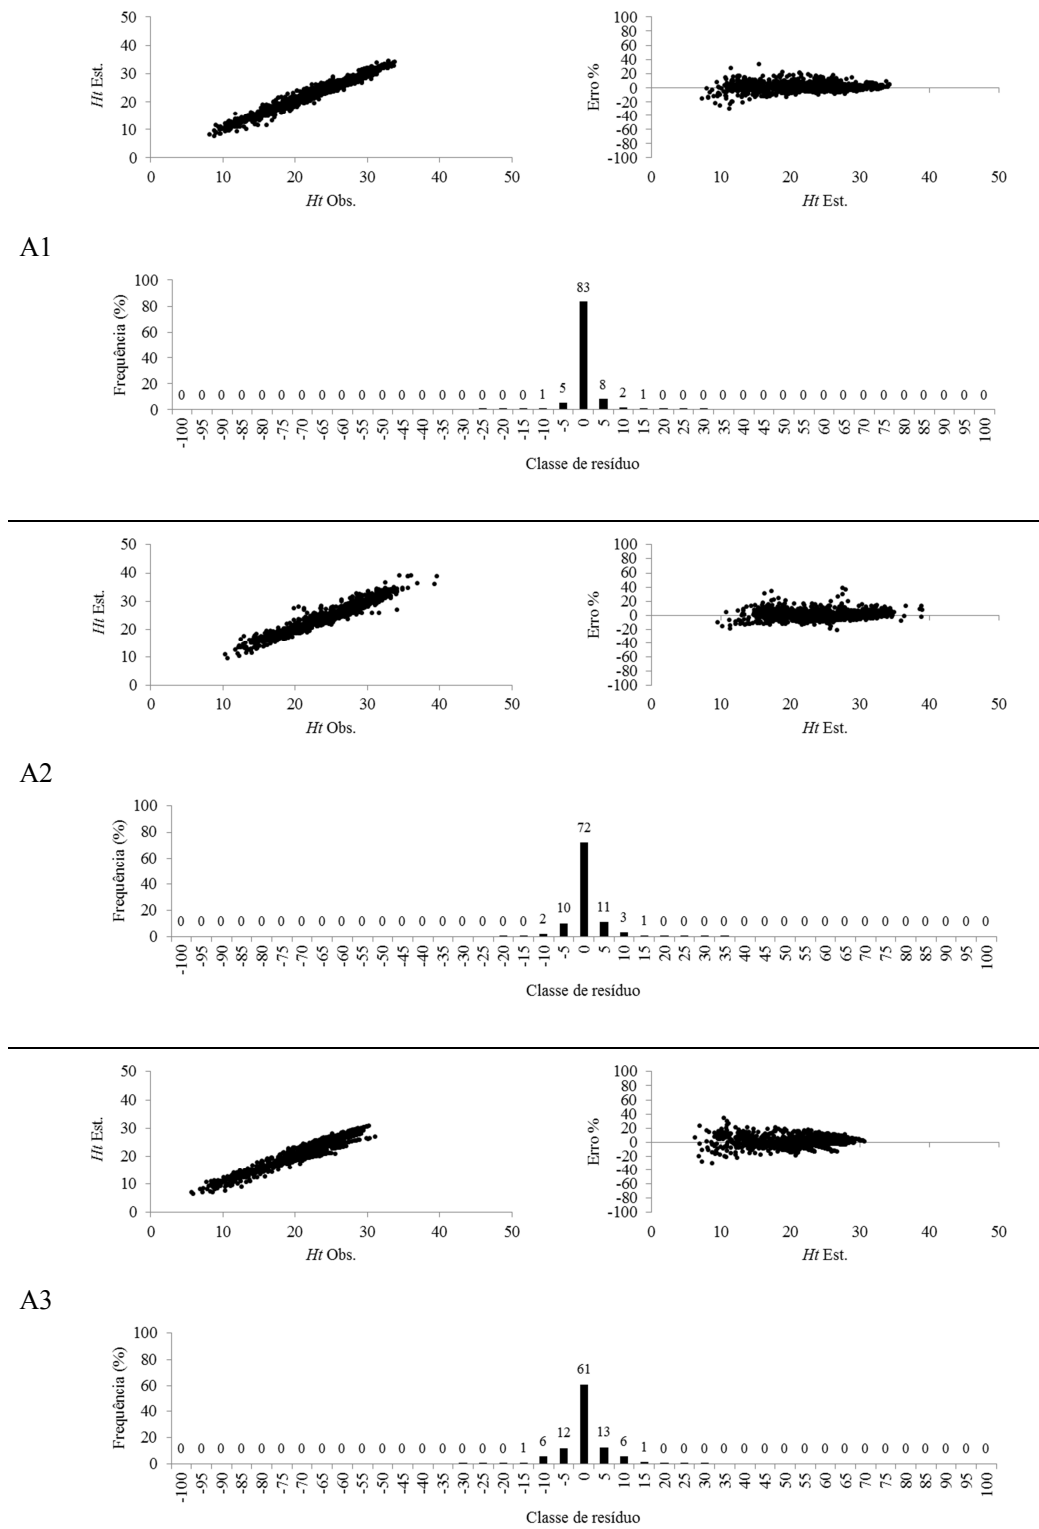 50
40
30
20
10
0
Ht Est.
0 10 20 30 40 50
Ht Obs.
100
80
60
40
20
0
-20
-40
-60
-80
-100
Erro %
0 10 20 30 40 50
Ht Est.
A1
100
80
60
40
20
0
Frequência (%)
0 0 0 0 0 0 0 0 0 0 0 0 0 0 0 0 0 0 1 5 83 8 2 1 0 0 0 0 0 0 0 0 0 0 0 0 0 0 0 0 0
-100 -95 -90 -85 -80 -75 -70 -65 -60 -55 -50 -45 -40 -35 -30 -25 -20 -15 -10 -5 0 5 10 15 20 25 30 35 40 45 50 55 60 65 70 75 80 85 90 95 100
Classe de resíduo
50
40
30
20
10
0
Ht Est.
0 10 20 30 40 50
Ht Obs.
100
80
60
40
20
0
-20
-40
-60
-80
-100
Erro %
0 10 20 30 40 50
Ht Est.
A2
100
80
60
40
20
0
Frequência (%)
0 0 0 0 0 0 0 0 0 0 0 0 0 0 0 0 0 0 2 10 72 11 3 1 0 0 0 0 0 0 0 0 0 0 0 0 0 0 0 0 0
-100 -95 -90 -85 -80 -75 -70 -65 -60 -55 -50 -45 -40 -35 -30 -25 -20 -15 -10 -5 0 5 10 15 20 25 30 35 40 45 50 55 60 65 70 75 80 85 90 95 100
Classe de resíduo
50
40
30
20
10
0
Ht Est.
0 10 20 30 40 50
Ht Obs.
100
80
60
40
20
0
-20
-40
-60
-80
-100
Erro %
0 10 20 30 40 50
Ht Est.
A3
100
80
60
40
20
0
Frequência (%)
0 0 0 0 0 0 0 0 0 0 0 0 0 0 0 0 0 1 6 12 61 13 6 1 0 0 0 0 0 0 0 0 0 0 0 0 0 0 0 0 0
-100 -95 -90 -85 -80 -75 -70 -65 -60 -55 -50 -45 -40 -35 -30 -25 -20 -15 -10 -5 0 5 10 15 20 25 30 35 40 45 50 55 60 65 70 75 80 85 90 95 100
Classe de resíduo